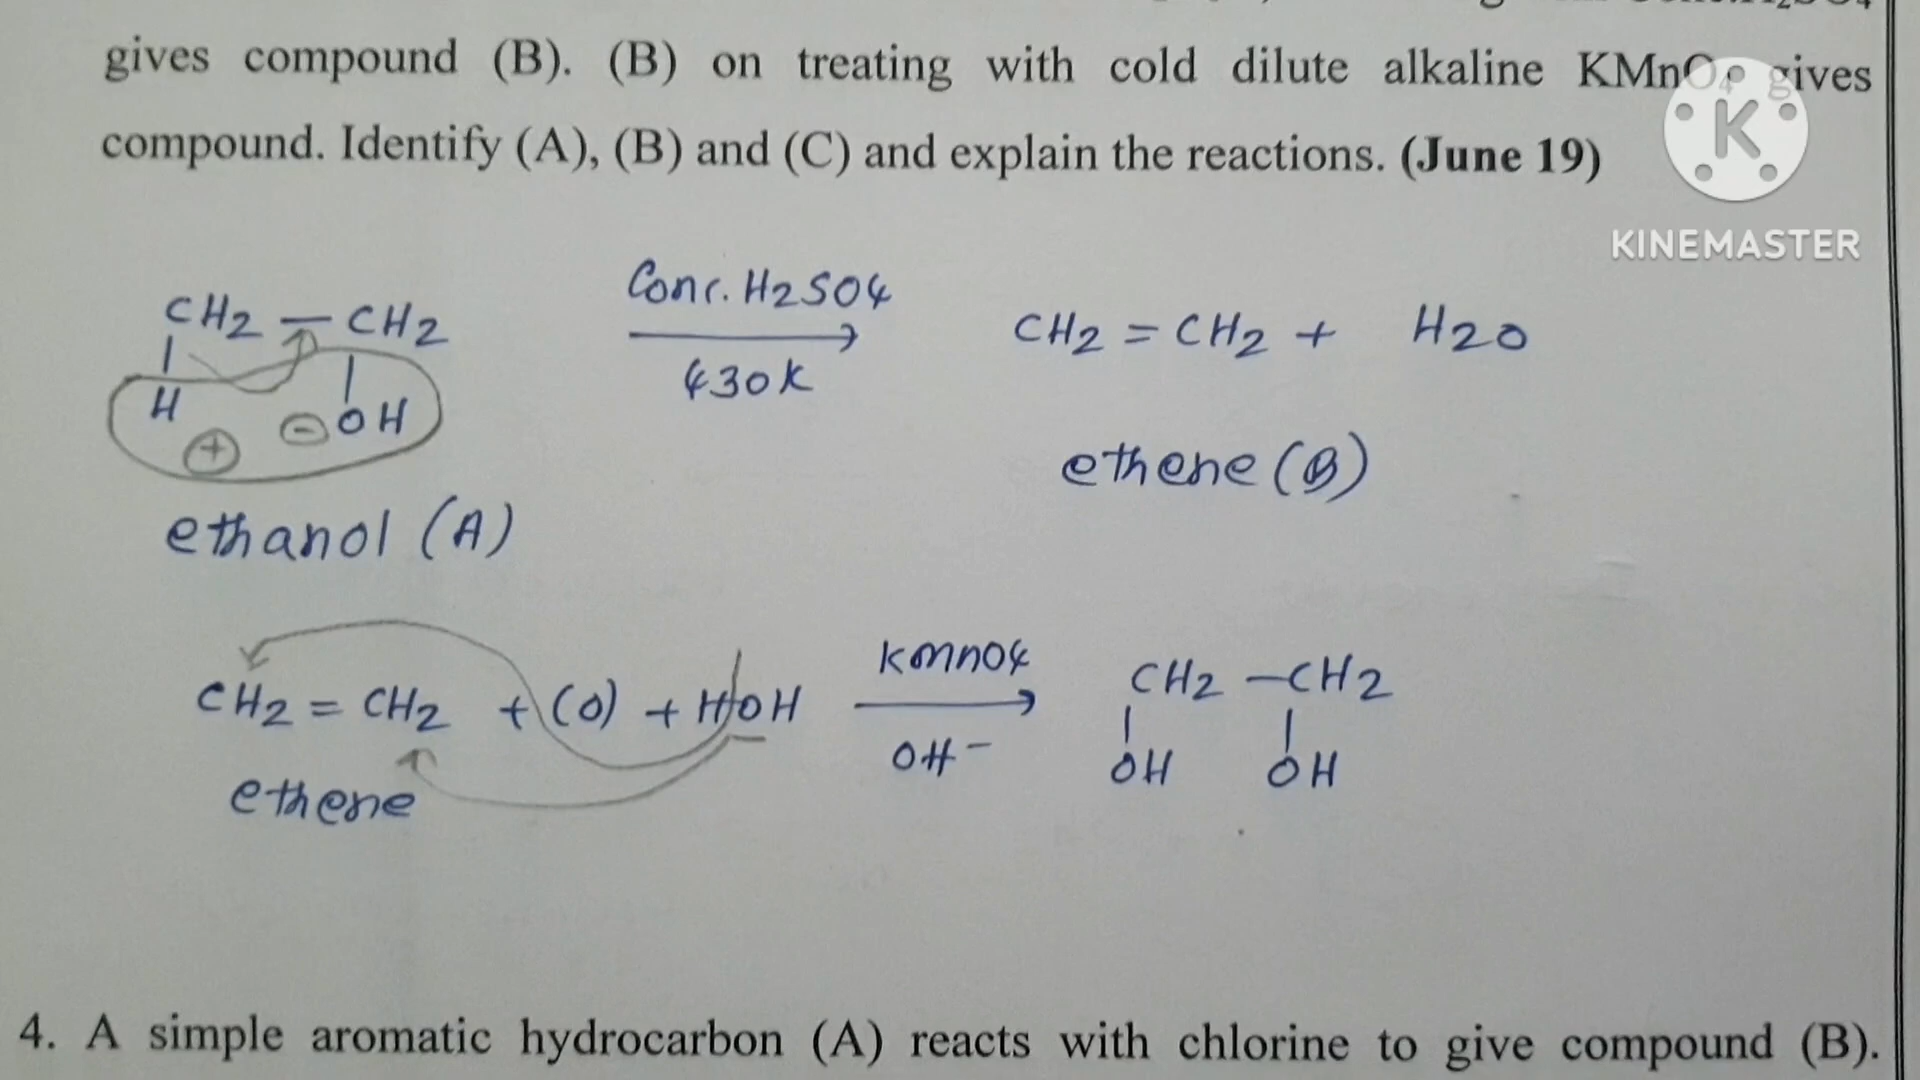 gives compound (B). (B) on treating with cold dilute alkaline KMnO4 gives
compound. Identify (A), (B) and (C) and explain the reactions. (June 19)
K
KINEMASTER
CH2 — CH2
H OH
+ −
Conc. H2SO4
430K
CH2 = CH2 + H2O
ethanol (A)
ethene (B)
CH2 = CH2 + (O) + HOH
KMnO4
OH−
CH2 — CH2
OH OH
ethene
4. A simple aromatic hydrocarbon (A) reacts with chlorine to give compound (B).